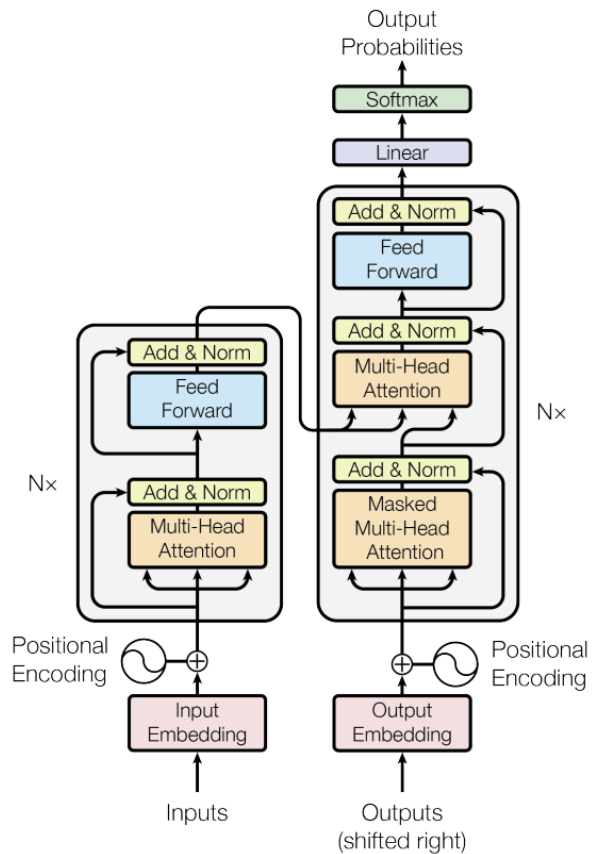 Output
Probabilities
Softmax
Linear
Add & Norm
Feed
Forward
Add & Norm
Multi-Head
Attention
Add & Norm
Masked
Multi-Head
Attention
N×
Add & Norm
Feed
Forward
Add & Norm
Multi-Head
Attention
N×
Positional
Encoding
Positional
Encoding
Input
Embedding
Output
Embedding
Inputs
Outputs
(shifted right)